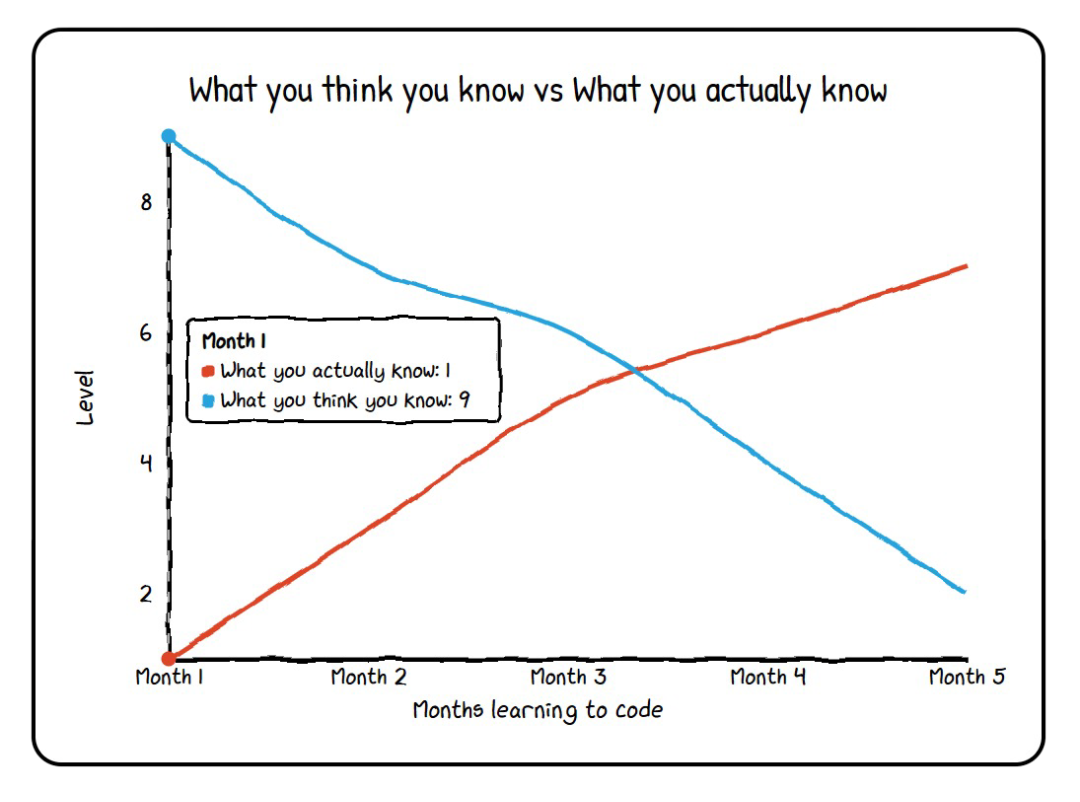 What you think you know vs What you actually know
8
6
4
2
Level
Month 1
What you actually know: 1
What you think you know: 9
Month 1 Month 2 Month 3 Month 4 Month 5
Months learning to code